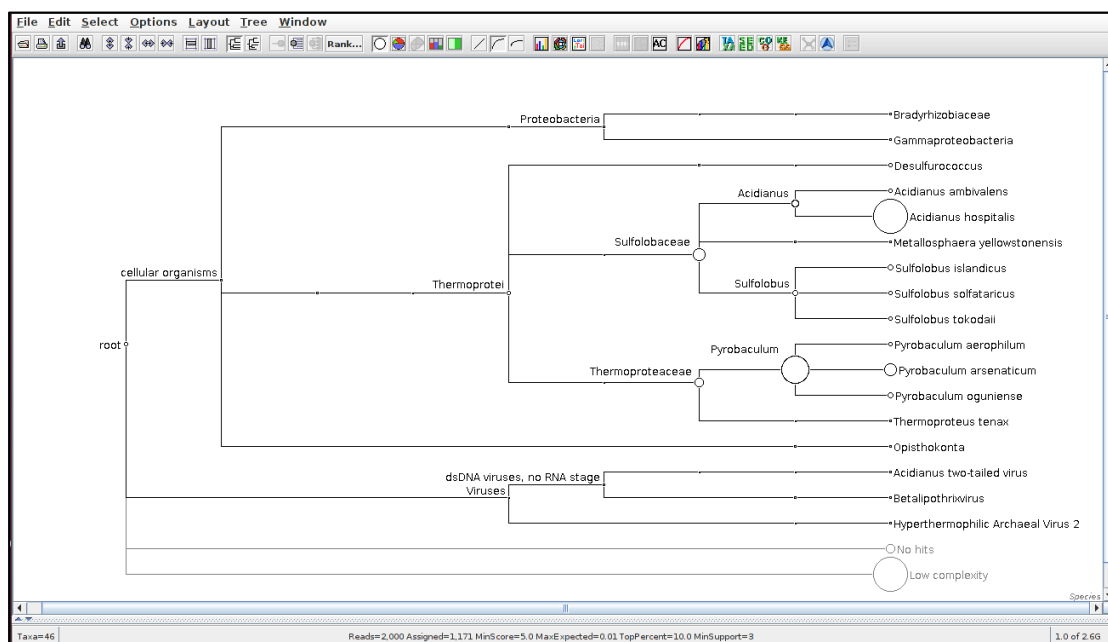 File Edit Select Options Layout Tree Window
Rank... AC
Proteobacteria
Bradyrhizobiaceae
Gammaproteobacteria
Desulfurococcus
Acidianus
Acidianus ambivalens
Acidianus hospitalis
Sulfolobaceae
Metallosphaera yellowstonensis
cellular organisms
Thermoprotei
Sulfolobus
Sulfolobus islandicus
Sulfolobus solfataricus
Sulfolobus tokodaii
root
Pyrobaculum
Pyrobaculum aerophilum
Thermoproteaceae
Pyrobaculum arsenaticum
Pyrobaculum oguniense
Thermoproteus tenax
Opisthokonta
dsDNA viruses, no RNA stage
Acidianus two-tailed virus
Viruses
Betalipothrixvirus
Hyperthermophilic Archaeal Virus 2
No hits
Low complexity
Species
Taxa=46 Reads=2,000 Assigned=1,171 MinScore=5.0 MaxExpected=0.01 TopPercent=10.0 MinSupport=3 1.0 of 2.6G